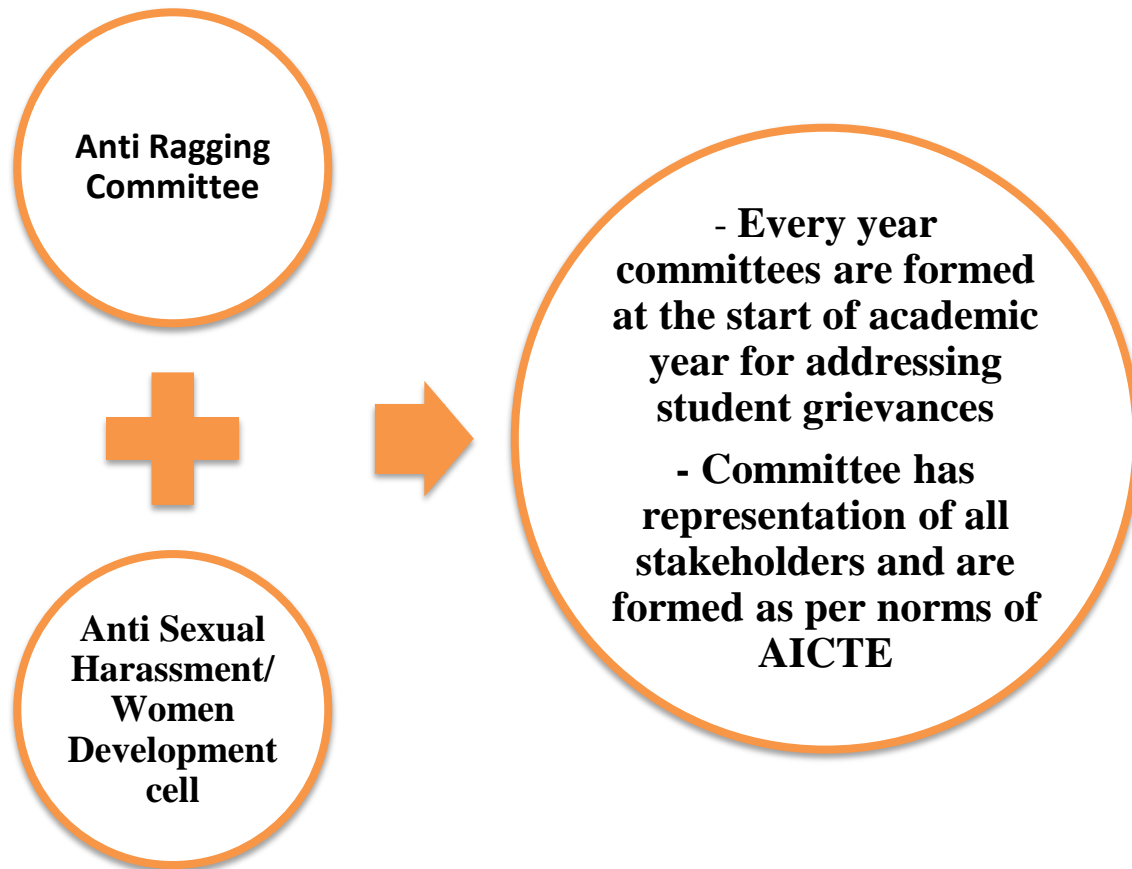 Anti Ragging
Committee
Anti Sexual
Harassment/
Women
Development
cell
- Every year
committees are formed
at the start of academic
year for addressing
student grievances
- Committee has
representation of all
stakeholders and are
formed as per norms of
AICTE